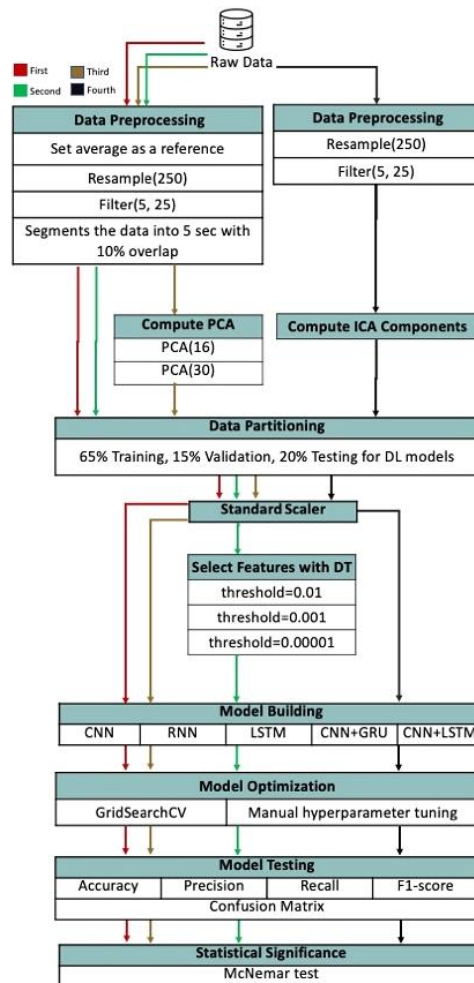 Raw Data
First
Third
Second
Fourth
Data Preprocessing
Set average as a reference
Resample(250)
Filter(5, 25)
Segments the data into 5 sec with
10% overlap
Data Preprocessing
Resample(250)
Filter(5, 25)
Compute PCA
PCA(16)
PCA(30)
Compute ICA Components
Data Partitioning
65% Training, 15% Validation, 20% Testing for DL models
Standard Scaler
Select Features with DT
threshold=0.01
threshold=0.001
threshold=0.00001
Model Building
CNN
RNN
LSTM
CNN+GRU
CNN+LSTM
Model Optimization
GridSearchCV
Manual hyperparameter tuning
Model Testing
Accuracy
Precision
Recall
F1-score
Confusion Matrix
Statistical Significance
McNemar test